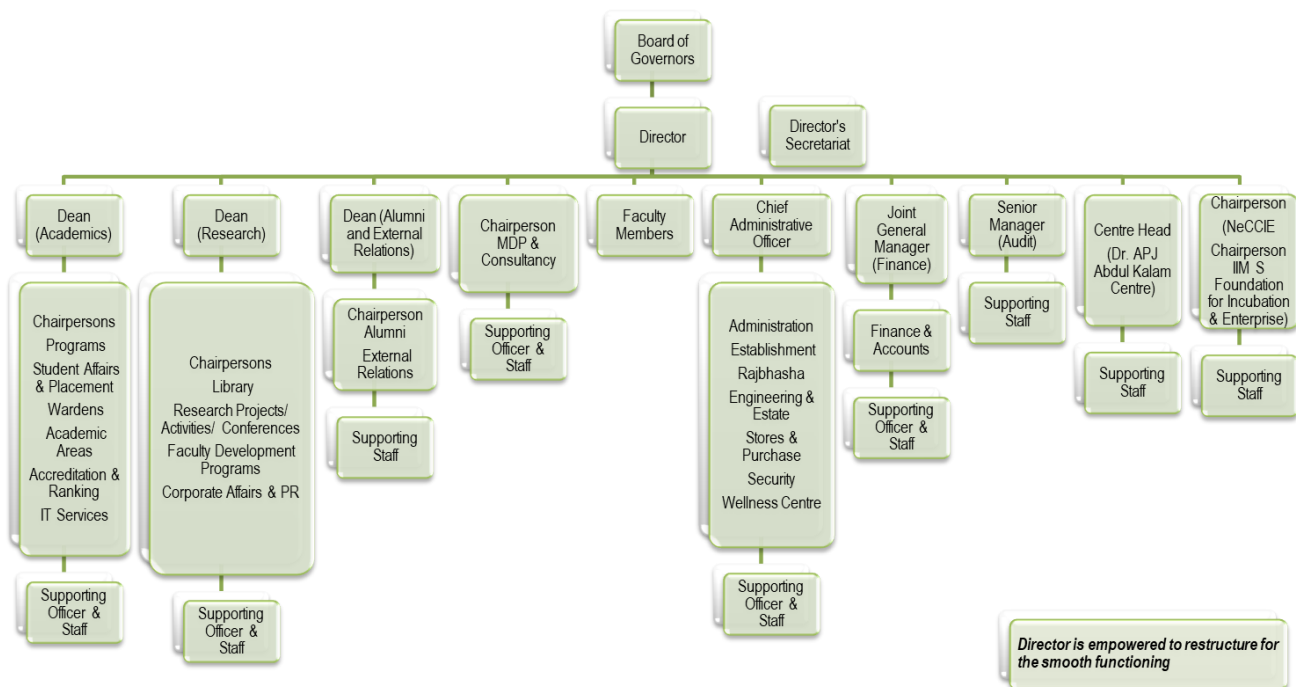 Board of
Governors
Director
Director's
Secretariat
Dean
(Academics)
Dean
(Research)
Dean (Alumni
and External
Relations)
Chairperson
MDP &
Consultancy
Faculty
Members
Chief
Administrative
Officer
Joint
General
Manager
(Finance)
Senior
Manager
(Audit)
Centre Head
(Dr. APJ
Abdul Kalam
Centre)
Chairperson
(NeCCIE
Chairperson
IIM S
Foundation
for Incubation
& Enterprise)
Chairpersons
Programs
Student Affairs
& Placement
Wardens
Academic
Areas
Accreditation &
Ranking
IT Services
Chairpersons
Library
Research Projects/
Activities/ Conferences
Faculty Development
Programs
Corporate Affairs & PR
Chairperson
Alumni
External
Relations
Supporting
Officer &
Staff
Administration
Establishment
Rajbhasha
Engineering &
Estate
Stores &
Purchase
Security
Wellness Centre
Finance &
Accounts
Supporting
Staff
Supporting
Staff
Supporting
Staff
Supporting
Staff
Supporting
Officer &
Staff
Supporting
Officer &
Staff
Supporting
Officer &
Staff
Supporting
Officer &
Staff
Director is empowered to restructure for
the smooth functioning